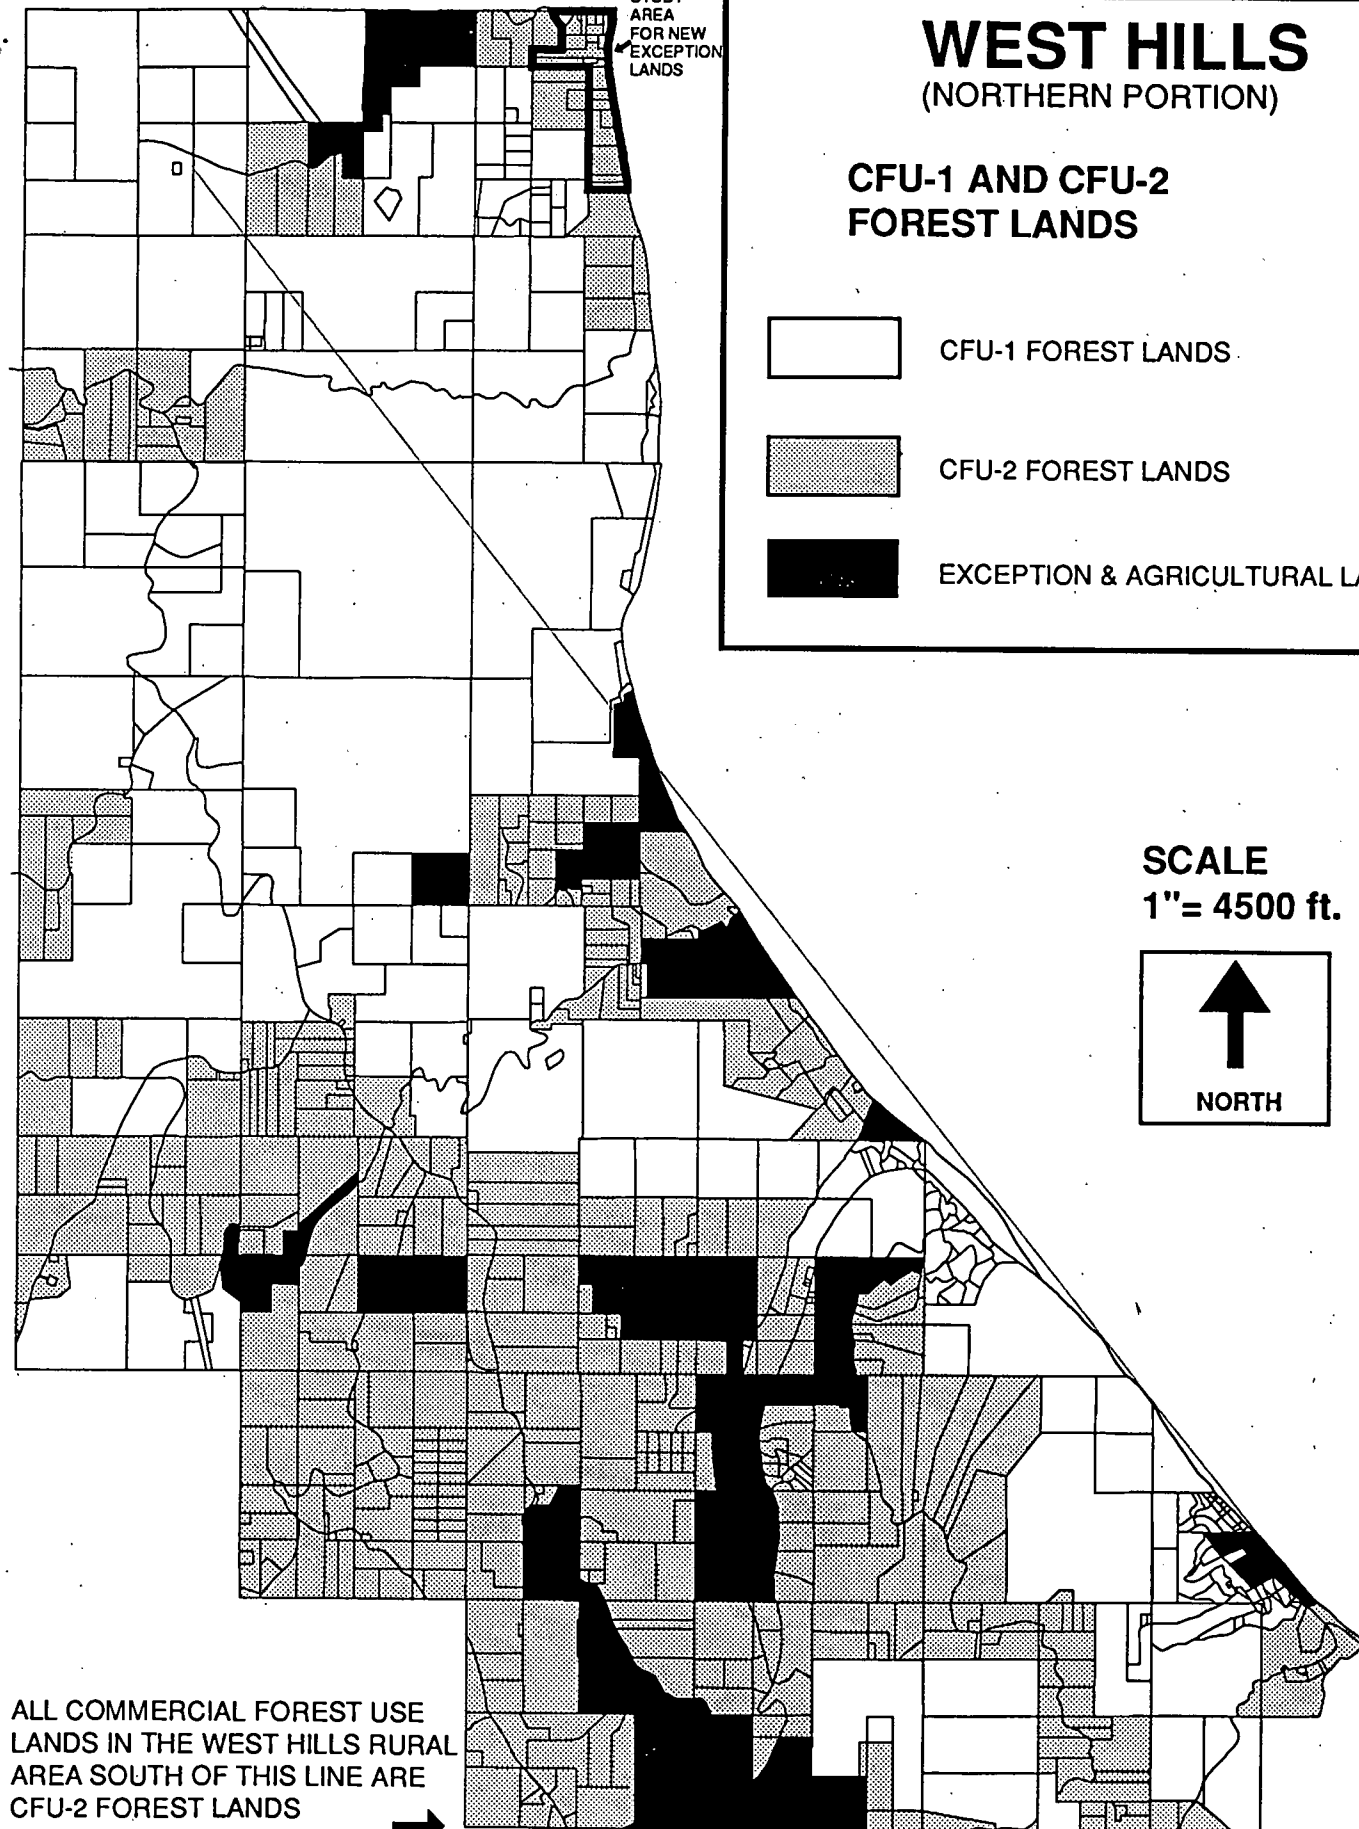 AREA
FOR NEW
EXCEPTION
LANDS
WEST HILLS
(NORTHERN PORTION)
CFU-1 AND CFU-2
FOREST LANDS
CFU-1 FOREST LANDS
CFU-2 FOREST LANDS
EXCEPTION & AGRICULTURAL
SCALE
1"= 4500 ft.
NORTH
ALL COMMERCIAL FOREST USE
LANDS IN THE WEST HILLS RURAL
AREA SOUTH OF THIS LINE ARE
CFU-2 FOREST LANDS